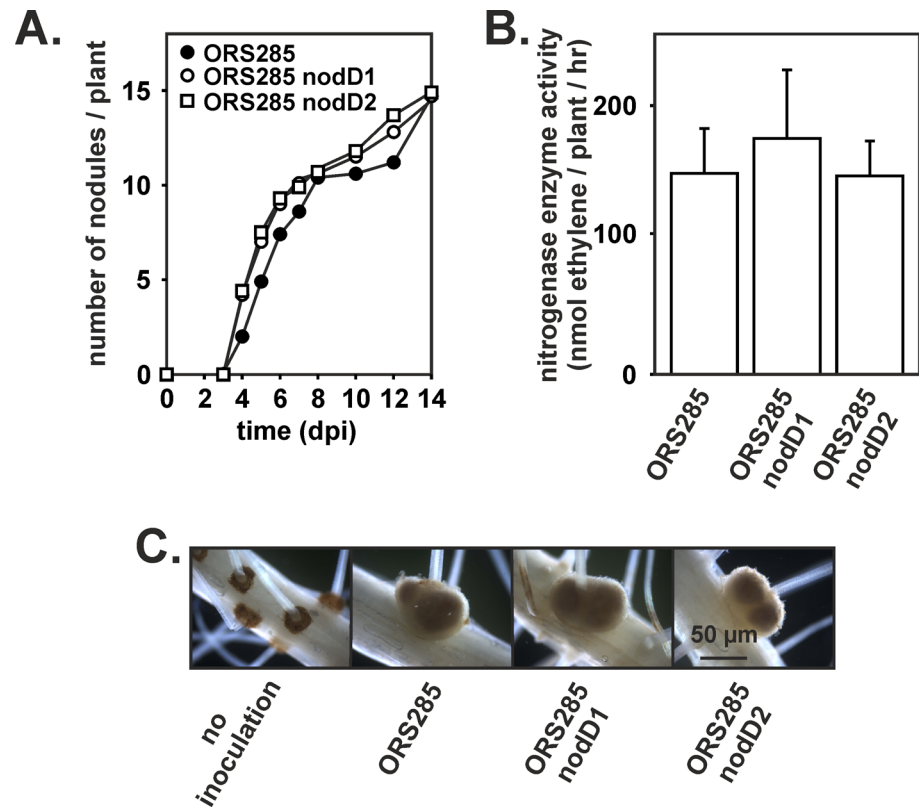 A.
number of nodules / plant
ORS285
ORS285 nodD1
ORS285 nodD2
15
10
5
0
0 2 4 6 8 10 12 14
time (dpi)
B.
nitrogenase enzyme activity
(nmol ethylene / plant / hr)
200
100
0
ORS285
ORS285
nodD1
ORS285
nodD2
C.
50 µm
no
inoculation
ORS285
ORS285
nodD1
ORS285
nodD2